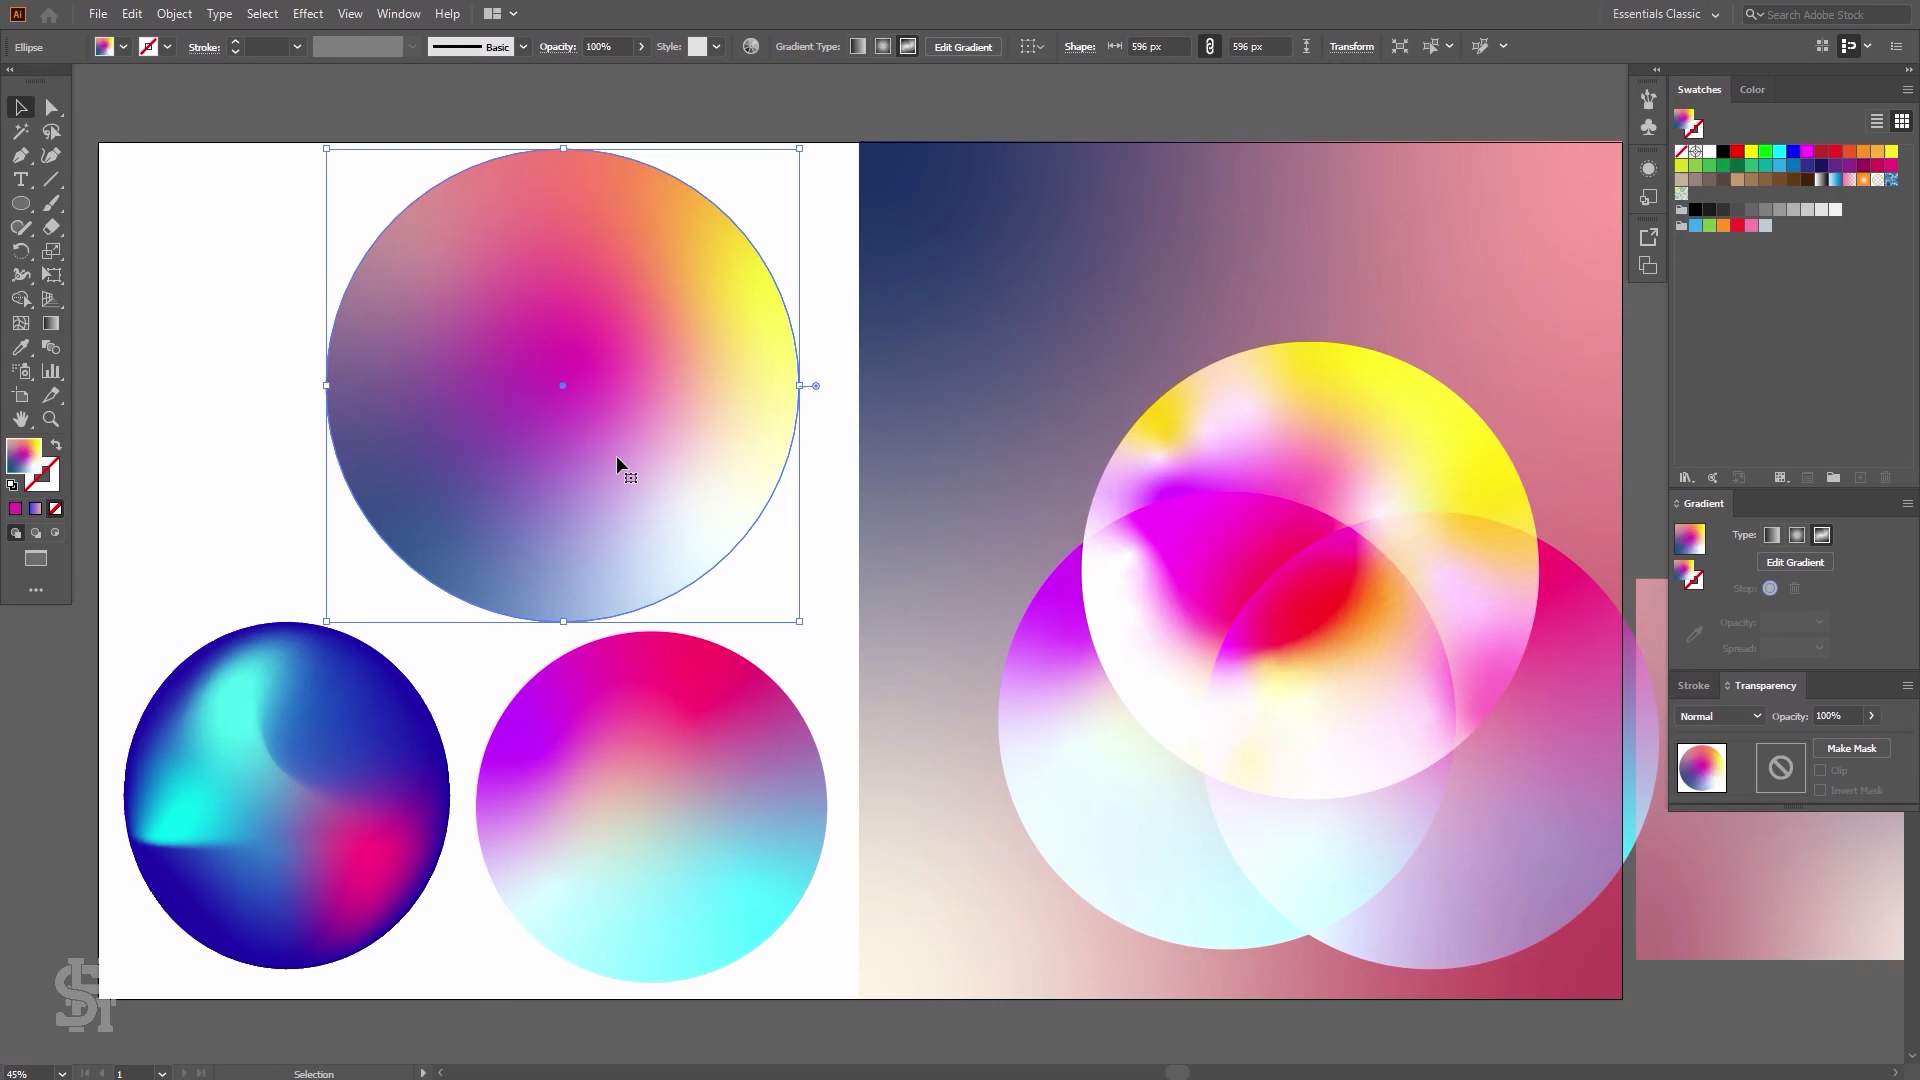 Ai File Edit Object Type Select Effect View Window Help Essentials Classic Search Adobe Stock
Ellipse Stroke: Basic Opacity: 100% Style: Gradient Type: Edit Gradient Shape: 596 px 596 px Transform
Swatches Color
Gradient
Type:
Edit Gradient
Stop:
Opacity:
Spread:
Stroke Transparency
Normal Opacity: 100%
Make Mask
Clip
Invert Mask
45% 1 Selection